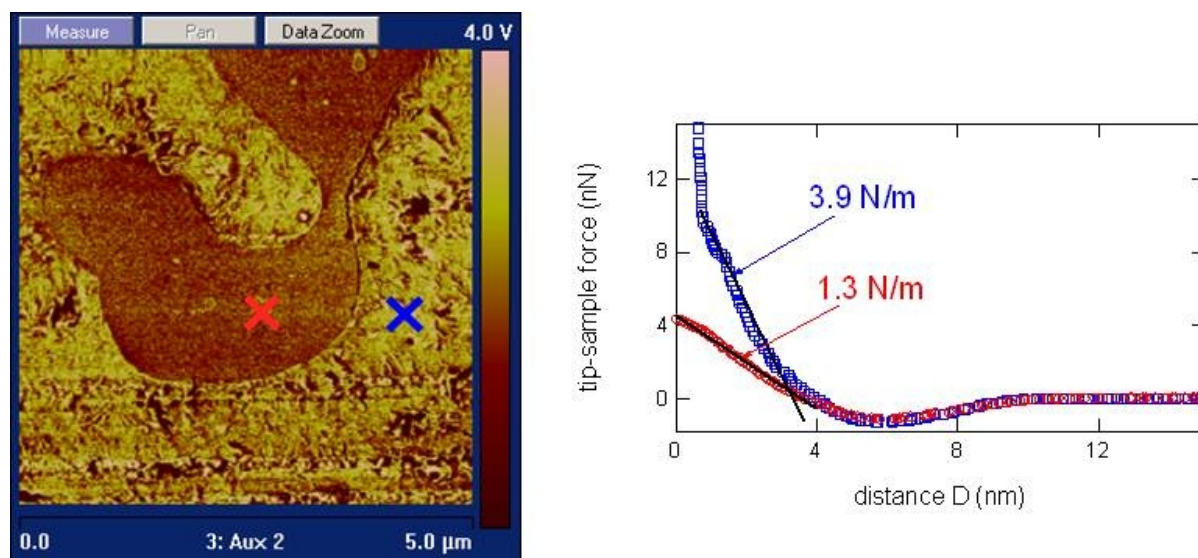 Measure Pan Data Zoom 4.0 V
0.0 3: Aux 2 5.0 µm
tip-sample force (nN)
12
8
4
0
3.9 N/m
1.3 N/m
0 4 8 12
distance D (nm)